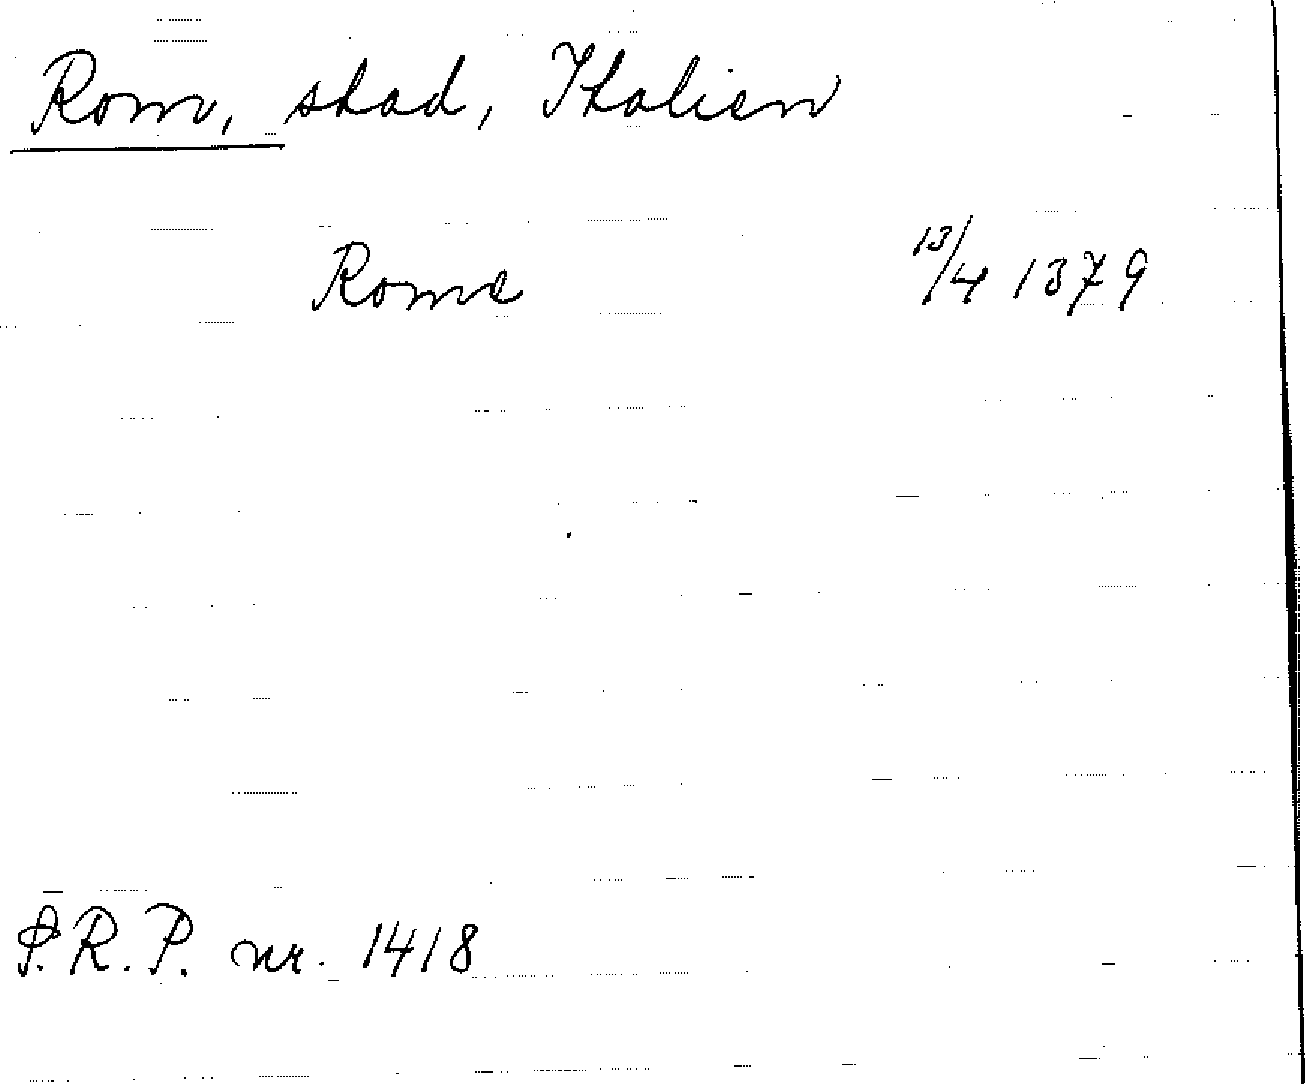 Rom, stad, Italien
Rome 13/4 1379
S.R.P. nr. 1418